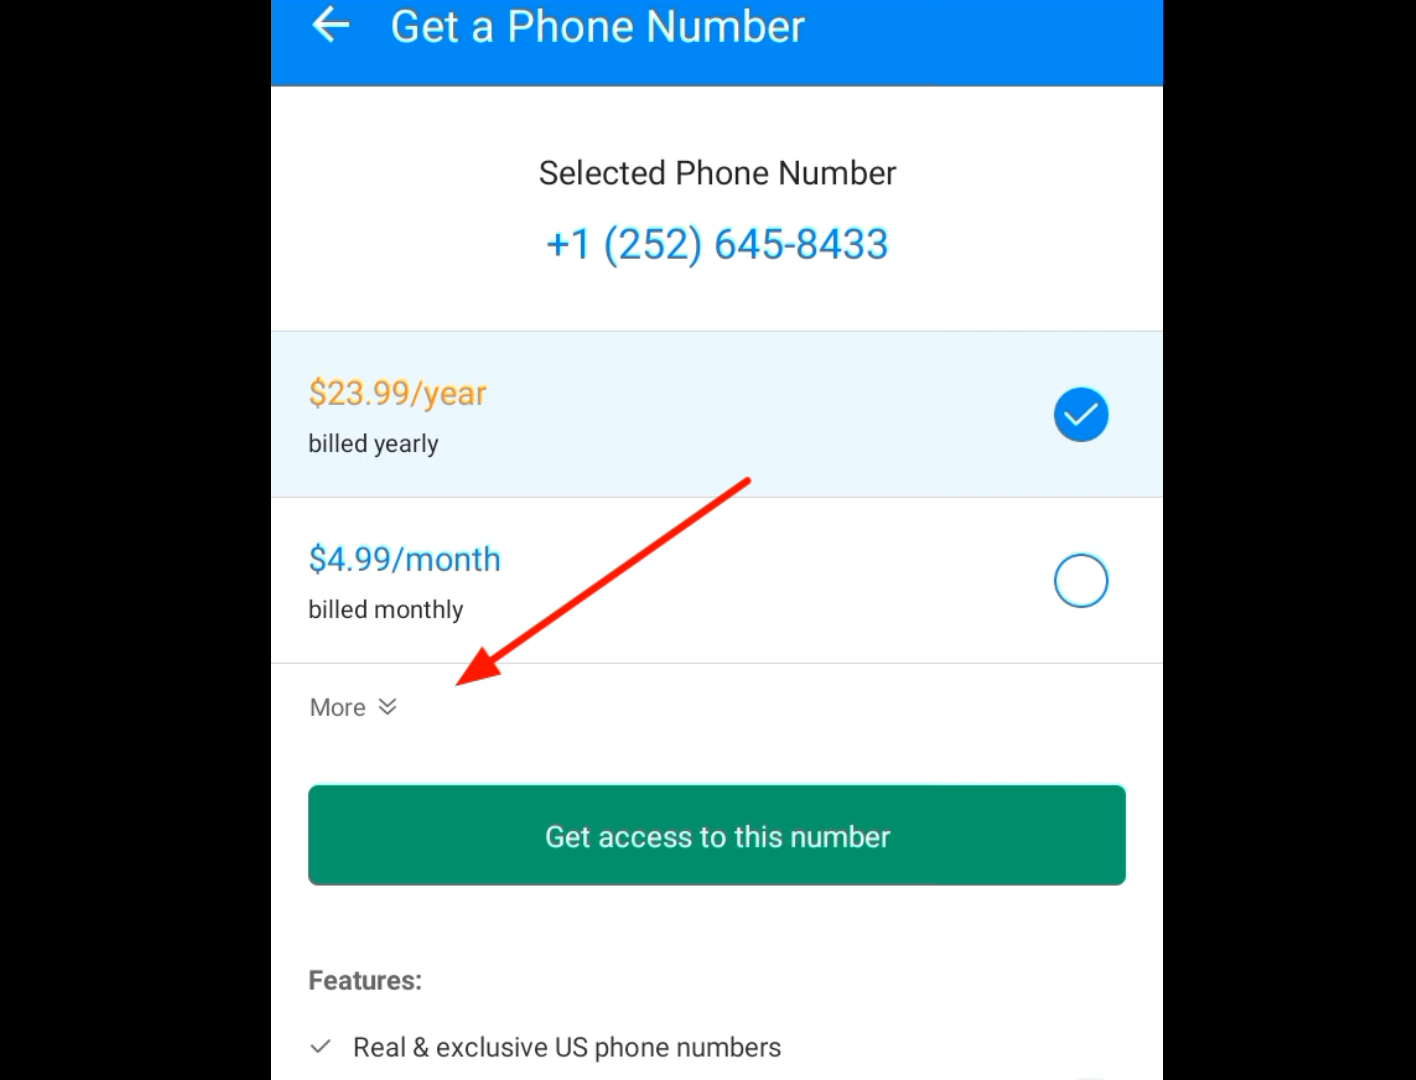 Get a Phone Number
Selected Phone Number
+1 (252) 645-8433
$23.99/year
billed yearly
$4.99/month
billed monthly
More
Get access to this number
Features:
Real & exclusive US phone numbers